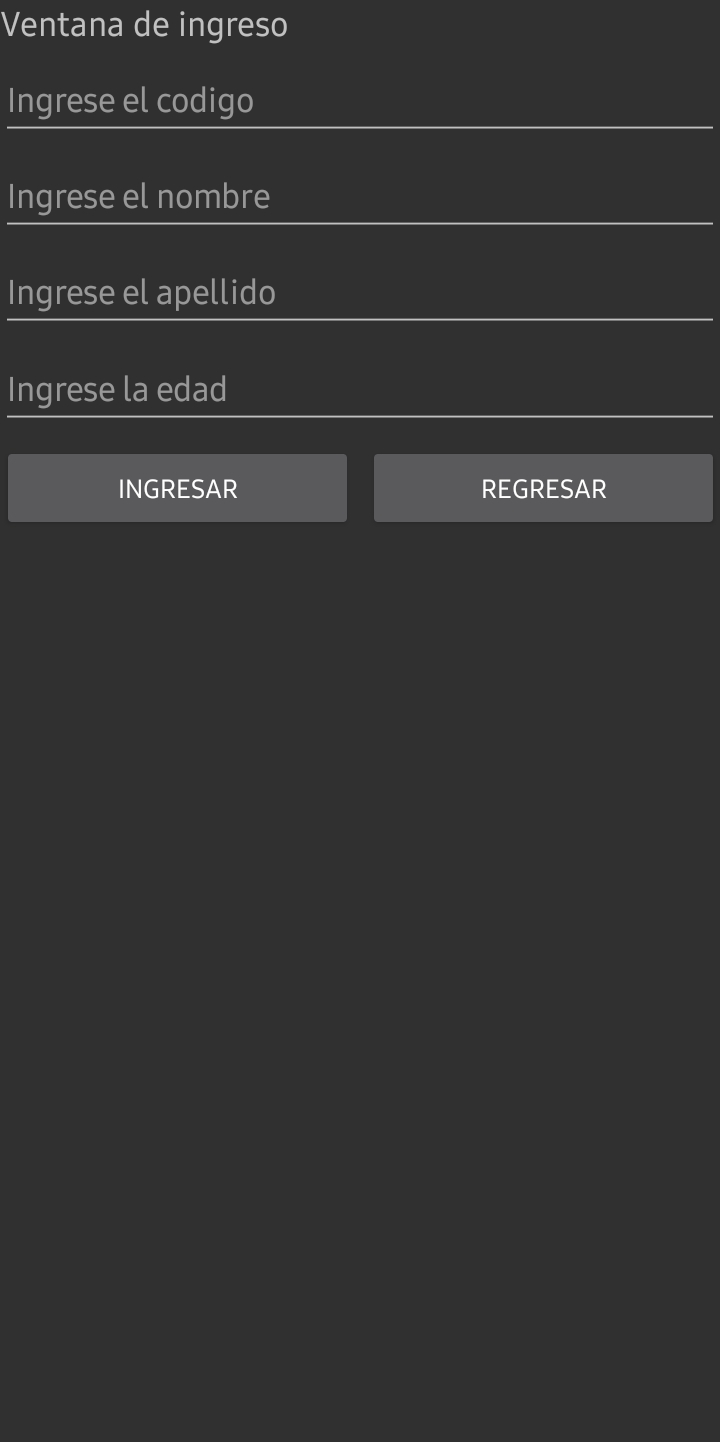 Ventana de ingreso
Ingrese el codigo
Ingrese el nombre
Ingrese el apellido
Ingrese la edad
INGRESAR REGRESAR